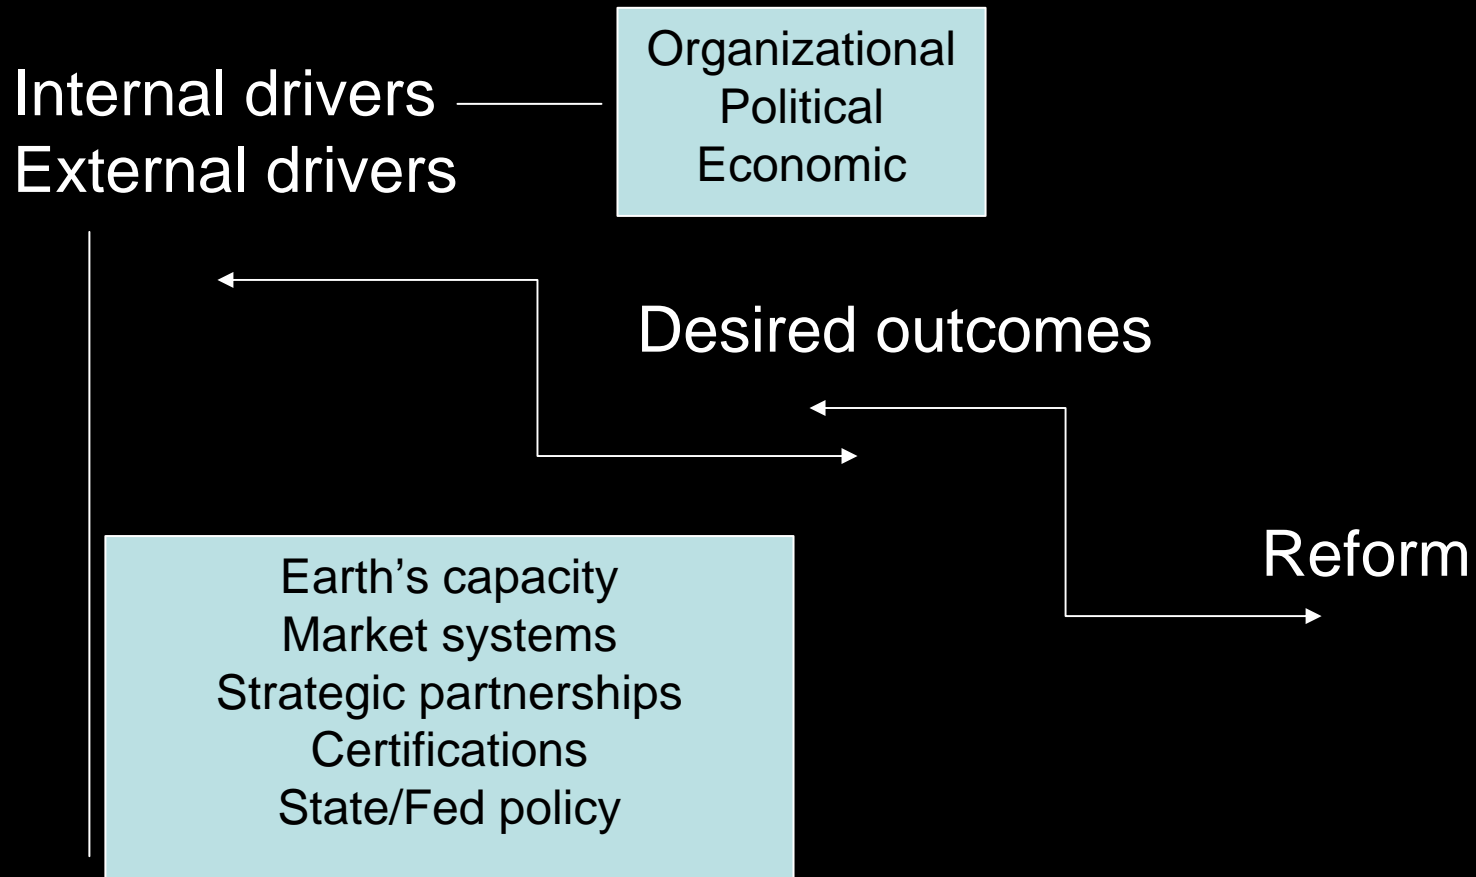 Internal drivers
External drivers
Organizational
Political
Economic
Desired outcomes
Reform
Earth’s capacity
Market systems
Strategic partnerships
Certifications
State/Fed policy